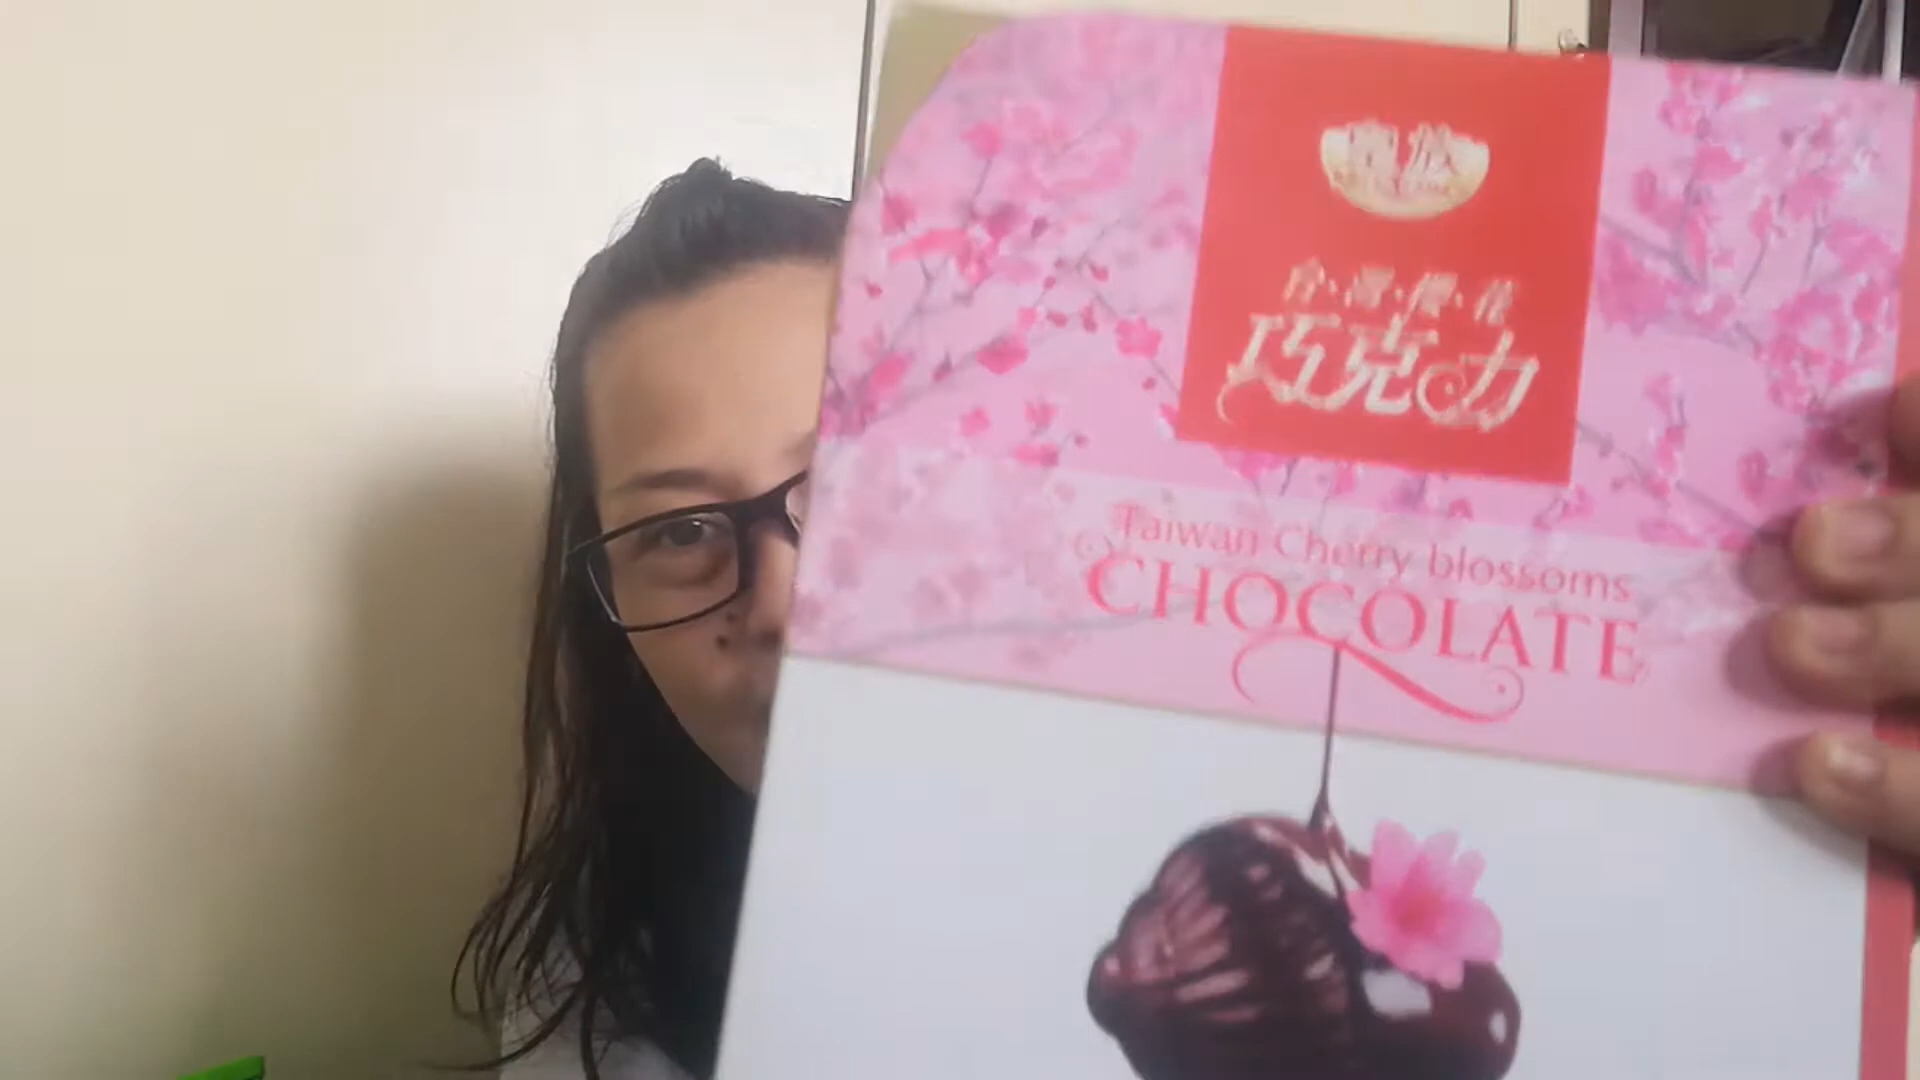 台·灣·櫻·花
巧克力
Taiwan Cherry blossoms
CHOCOLATE